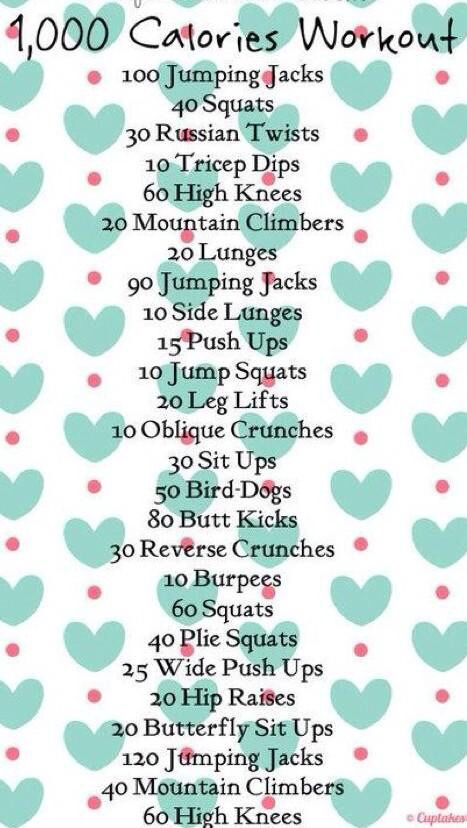 1,000 Calories Workout
100 Jumping Jacks
40 Squats
30 Russian Twists
10 Tricep Dips
60 High Knees
20 Mountain Climbers
20 Lunges
90 Jumping Jacks
10 Side Lunges
15 Push Ups
10 Jump Squats
20 Leg Lifts
10 Oblique Crunches
30 Sit Ups
50 Bird-Dogs
80 Butt Kicks
30 Reverse Crunches
10 Burpees
60 Squats
40 Plie Squats
25 Wide Push Ups
20 Hip Raises
20 Butterfly Sit Ups
120 Jumping Jacks
40 Mountain Climbers
60 High Knees
© Cuptakes